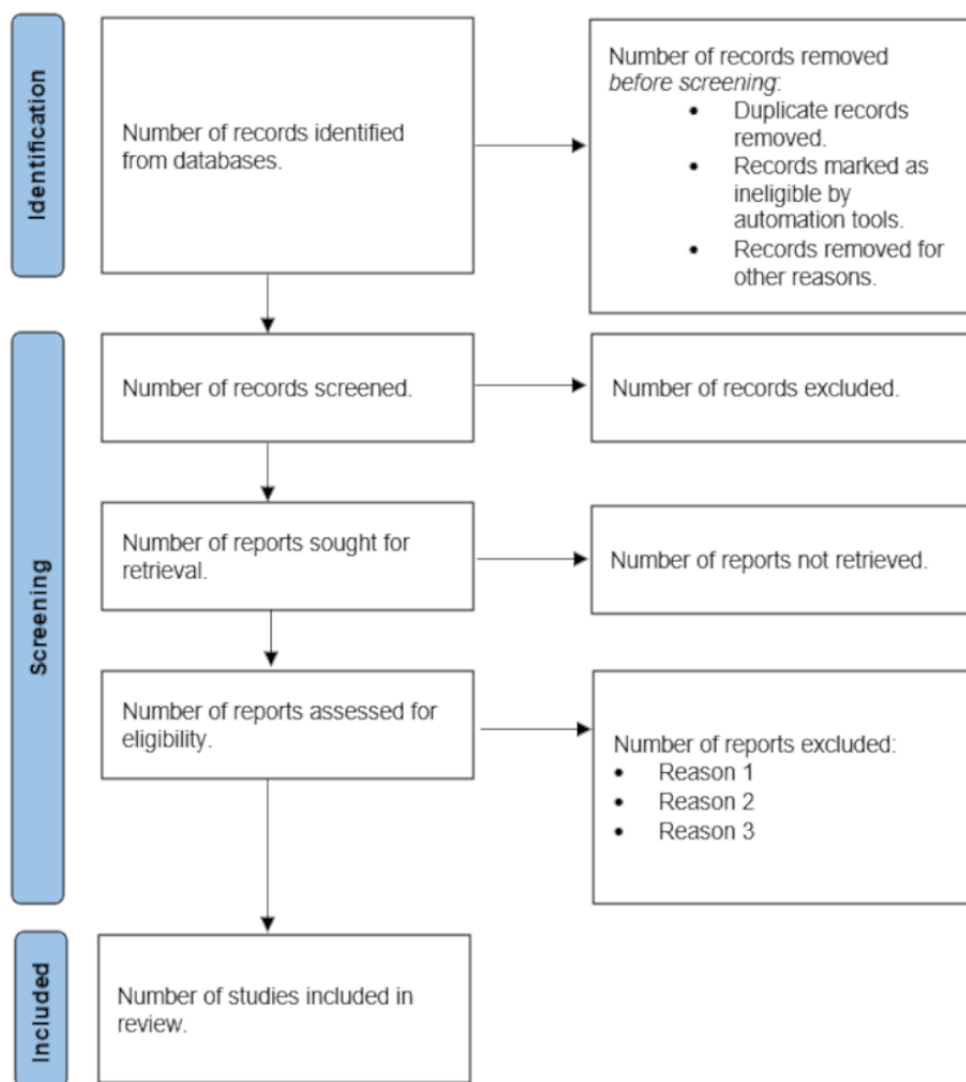 Identification
Number of records identified
from databases.
Number of records removed
before screening:
• Duplicate records
removed.
• Records marked as
ineligible by
automation tools.
• Records removed for
other reasons.
Screening
Number of records screened.
Number of records excluded.
Number of reports sought for
retrieval.
Number of reports not retrieved.
Number of reports assessed for
eligibility.
Number of reports excluded:
• Reason 1
• Reason 2
• Reason 3
Included
Number of studies included in
review.